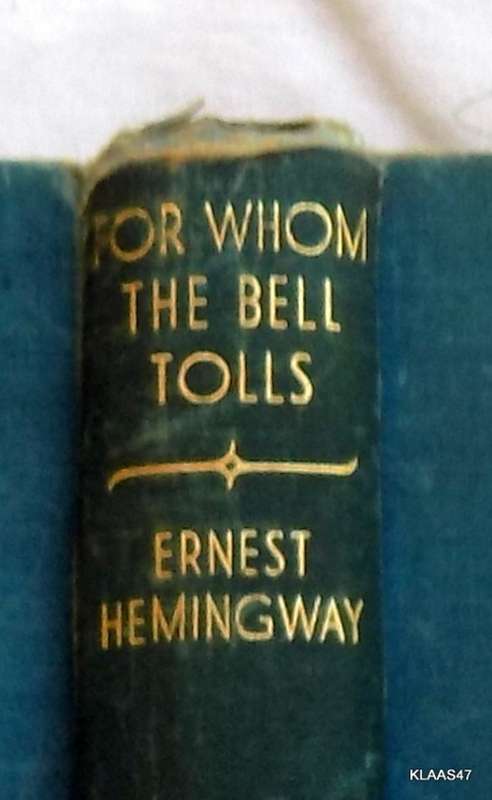 FOR WHOM
THE BELL
TOLLS
ERNEST
HEMINGWAY
KLAAS47